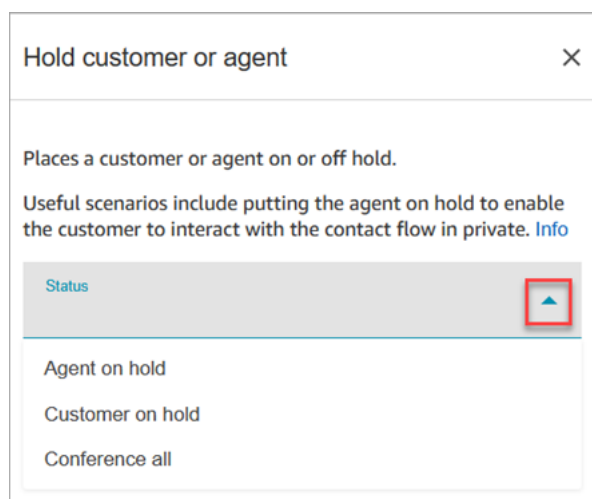 Hold customer or agent
Places a customer or agent on or off hold.
Useful scenarios include putting the agent on hold to enable
the customer to interact with the contact flow in private. Info
Status
Agent on hold
Customer on hold
Conference all